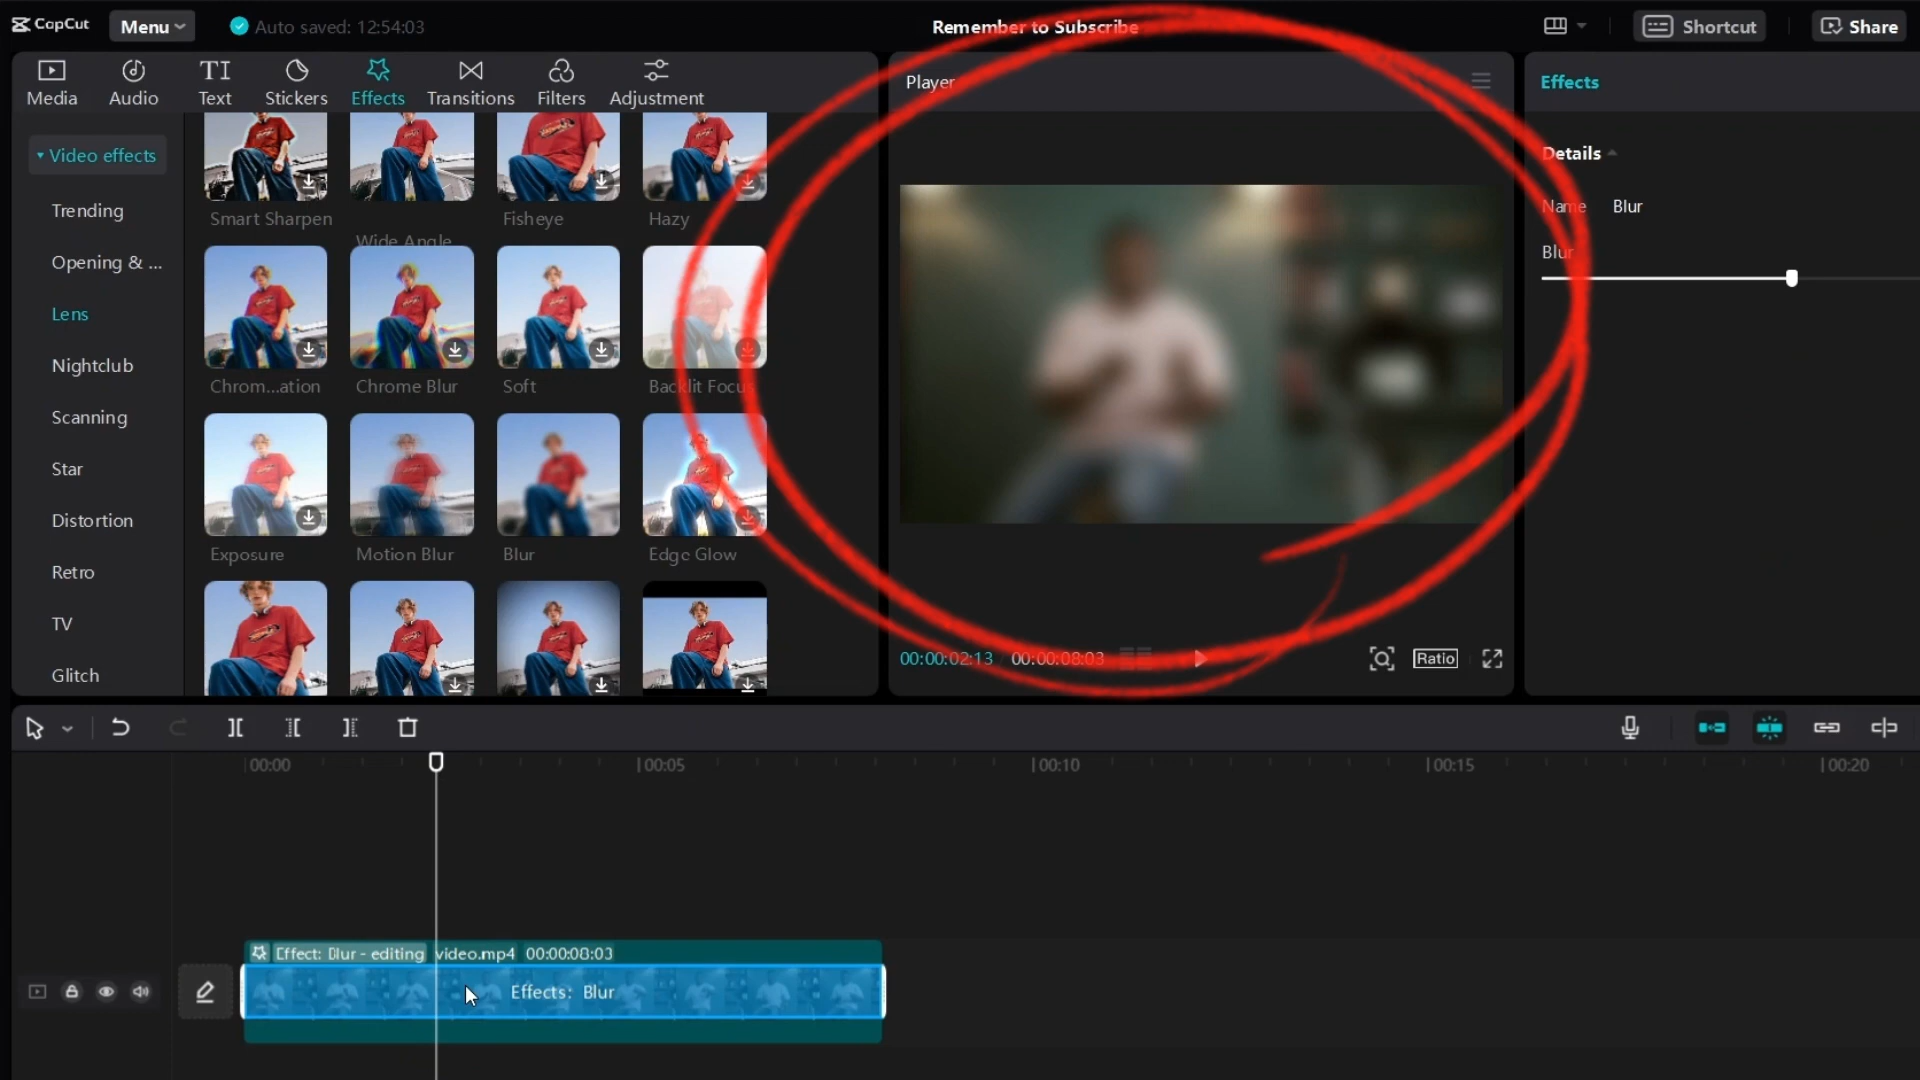 CapCut Menu Auto saved: 12:54:03 Remember to Subscribe Shortcut Share
Media Audio TI Text Stickers Effects Transitions Filters Adjustment
Player
Effects
Video effects
Trending
Opening & ...
Lens
Nightclub
Scanning
Star
Distortion
Retro
TV
Glitch
Smart Sharpen Wide Angle Fisheye Hazy
Chrom...ation Chrome Blur Soft Backlit Focus
Exposure Motion Blur Blur Edge Glow
Details
Name Blur
Blur
00:00:02:13 00:00:08:03 Ratio
00:00 00:05 00:10 00:15 00:20
Effect: Blur - editing video.mp4 00:00:08:03
Effects: Blur